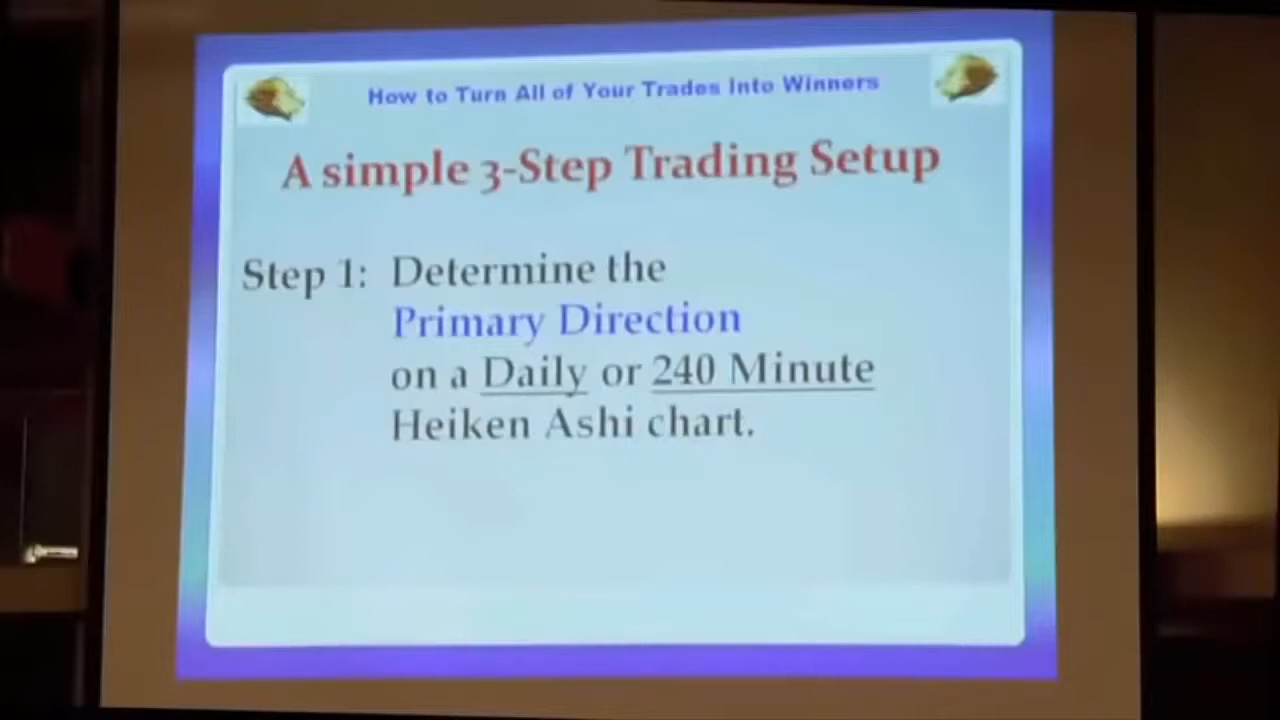 How to Turn All of Your Trades Into Winners
A simple 3-Step Trading Setup
Step 1: Determine the
Primary Direction
on a Daily or 240 Minute
Heiken Ashi chart.